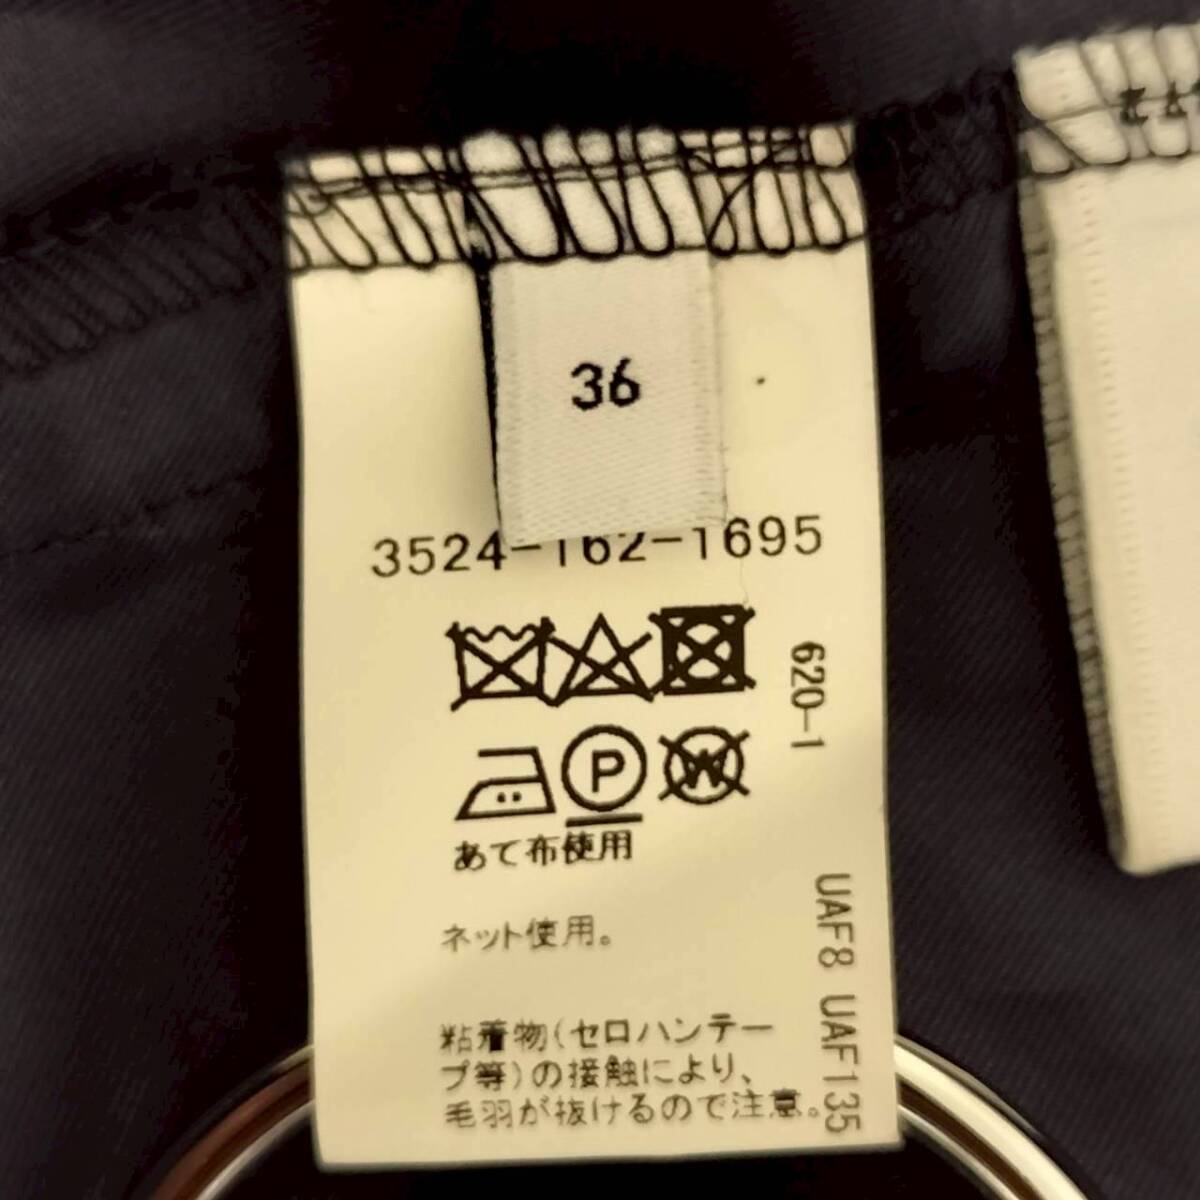 36
3524-162-1695
620-1
P
W
あて布使用
ネット使用。
粘着物(セロハンテー
プ等)の接触により、
毛羽が抜けるので注意。
UAF8 UAF135